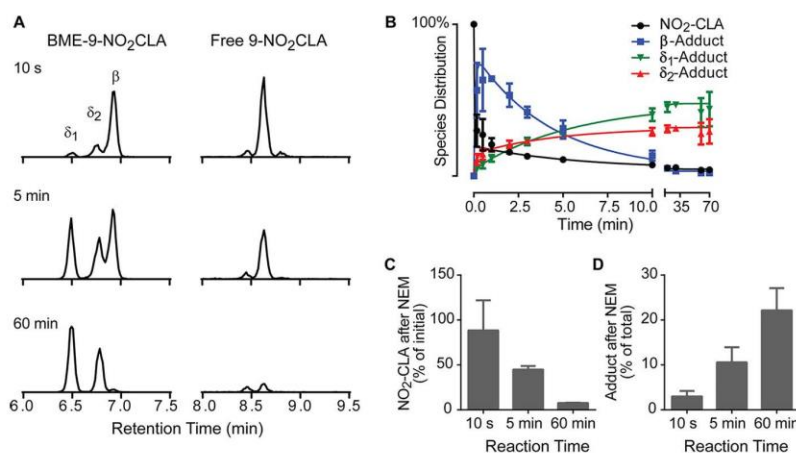 A
BME-9-NO₂CLA Free 9-NO₂CLA
10 s
β
δ₂
δ₁
5 min
60 min
6.0 6.5 7.0 7.5 8.0 8.5 9.0 9.5
Retention Time (min)
B
100%
Species Distribution
NO₂-CLA
β-Adduct
δ₁-Adduct
δ₂-Adduct
0.0 2.5 5.0 10.0 35 70
Time (min)
C
NO₂-CLA after NEM
(% of initial)
150
100
50
0
10 s 5 min 60 min
Reaction Time
D
Adduct after NEM
(% of total)
30
20
10
0
10 s 5 min 60 min
Reaction Time